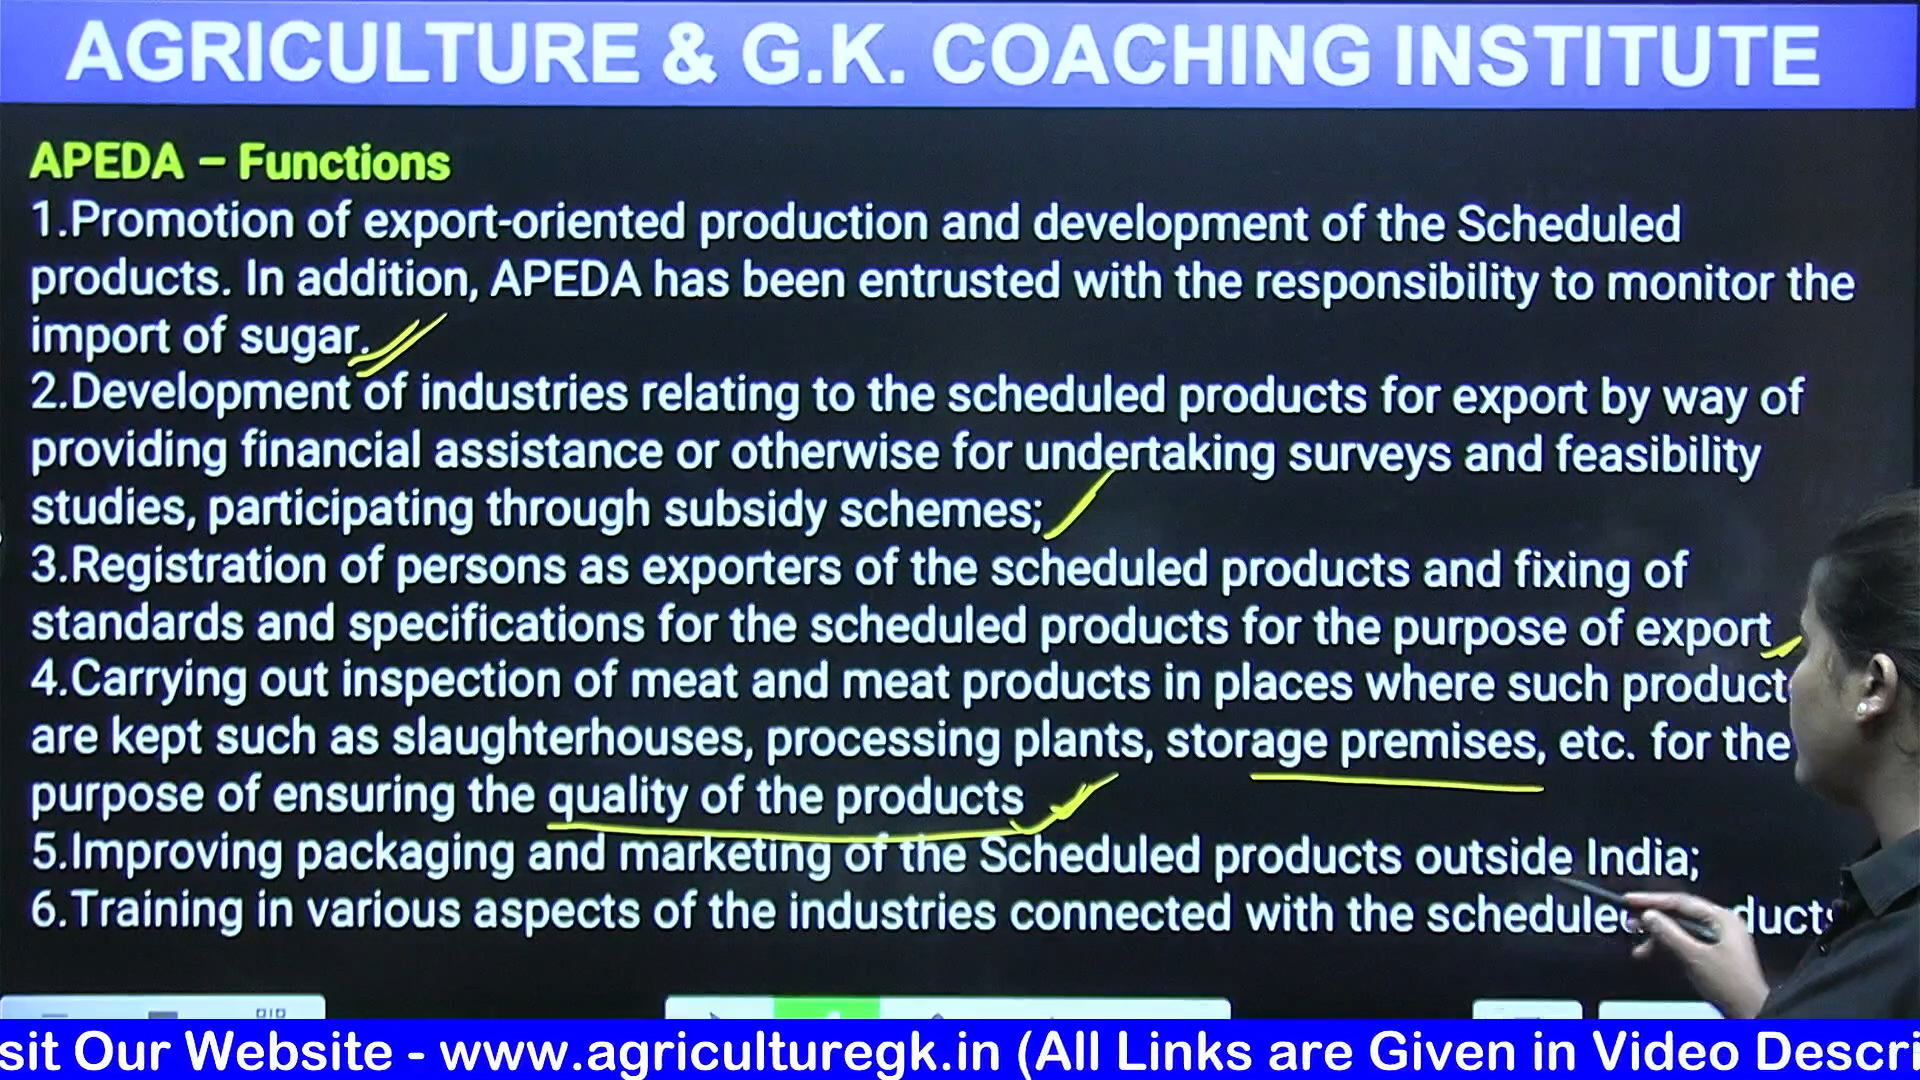 AGRICULTURE & G.K. COACHING INSTITUTE
APEDA – Functions
1.Promotion of export-oriented production and development of the Scheduled
products. In addition, APEDA has been entrusted with the responsibility to monitor the
import of sugar.
2.Development of industries relating to the scheduled products for export by way of
providing financial assistance or otherwise for undertaking surveys and feasibility
studies, participating through subsidy schemes;
3.Registration of persons as exporters of the scheduled products and fixing of
standards and specifications for the scheduled products for the purpose of export
4.Carrying out inspection of meat and meat products in places where such product
are kept such as slaughterhouses, processing plants, storage premises, etc. for the
purpose of ensuring the quality of the products
5.Improving packaging and marketing of the Scheduled products outside India;
6.Training in various aspects of the industries connected with the
sit Our Website - www.agriculturegk.in (All Links are Given in Video Descri